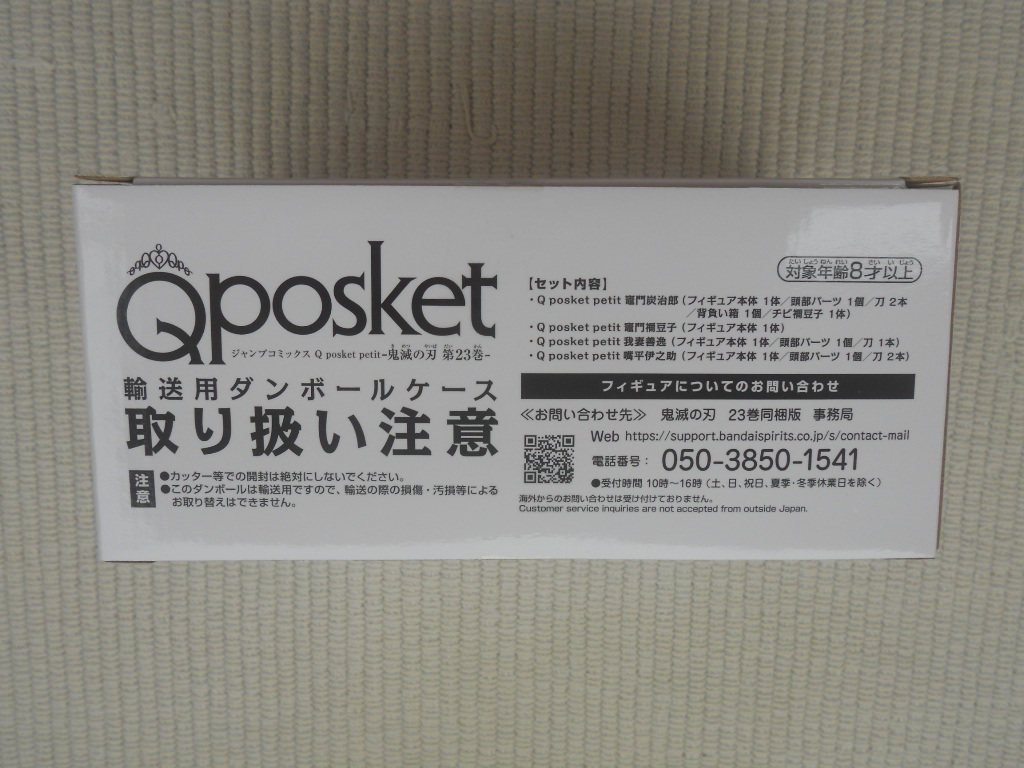 Qposket
ジャンプコミックス Q posket petit-鬼滅の刃 第23巻-
輸送用ダンボールケース
取り扱い注意
注意
●カッター等での開封は絶対にしないでください。
●このダンボールは輸送用ですので、輸送の際の損傷・汚損等による
お取り替えはできません。
対象年齢8才以上
【セット内容】
・Q posket petit 竈門炭治郎（フィギュア本体 1体／頭部パーツ 1個／刀 2本
／背負い箱 1個／チビ禰豆子 1体）
・Q posket petit 竈門禰豆子（フィギュア本体 1体）
・Q posket petit 我妻善逸（フィギュア本体 1体／頭部パーツ 1個／刀 1本）
・Q posket petit 嘴平伊之助（フィギュア本体 1体／頭部パーツ 1個／刀 2本）
フィギュアについてのお問い合わせ
≪お問い合わせ先≫ 鬼滅の刃 23巻同梱版 事務局
Web https://support.bandaispirits.co.jp/s/contact-mail
電話番号： 050-3850-1541
●受付時間 10時～16時（土、日、祝日、夏季・冬季休業日を除く）
海外からのお問い合わせは受け付けておりません。
Customer service inquiries are not accepted from outside Japan.